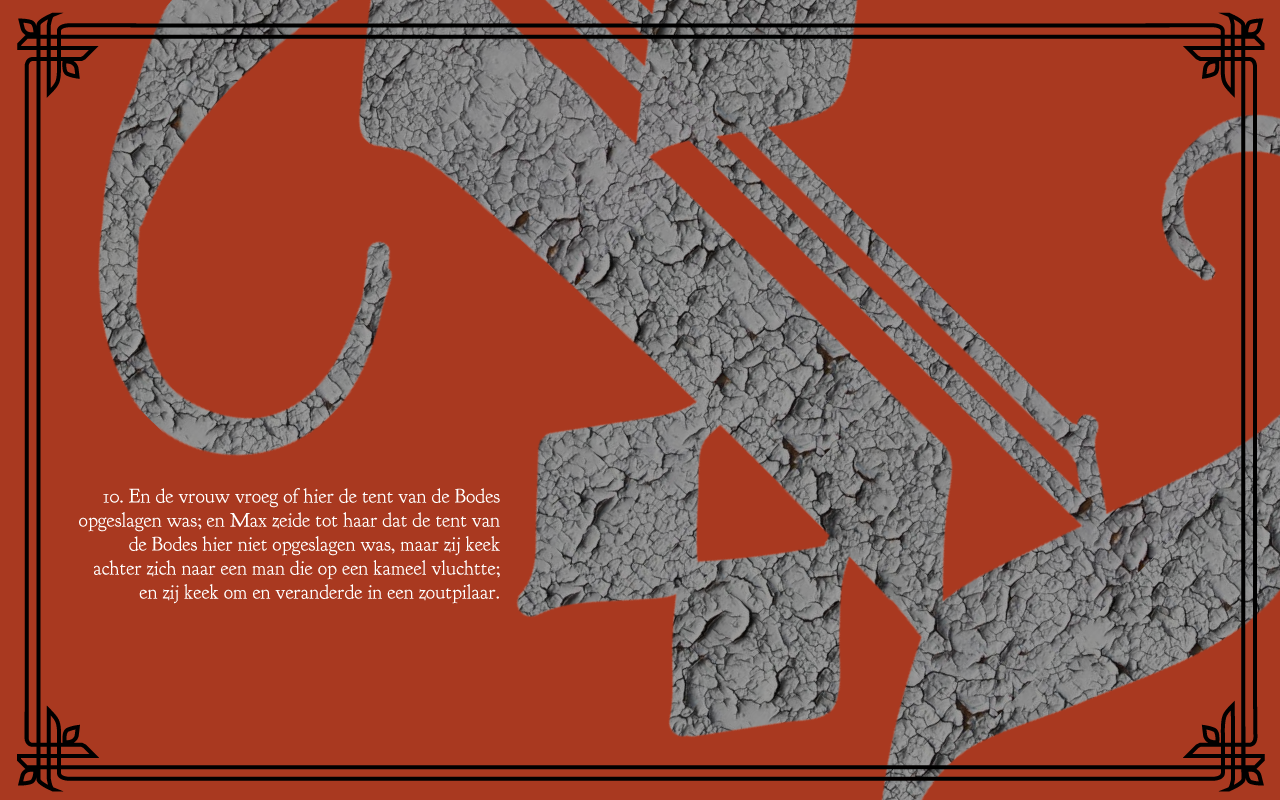 10. En de vrouw vroeg of hier de tent van de Bodes
opgeslagen was; en Max zeide tot haar dat de tent van
de Bodes hier niet opgeslagen was, maar zij keek
achter zich naar een man die op een kameel vluchtte;
en zij keek om en veranderde in een zoutpilaar.